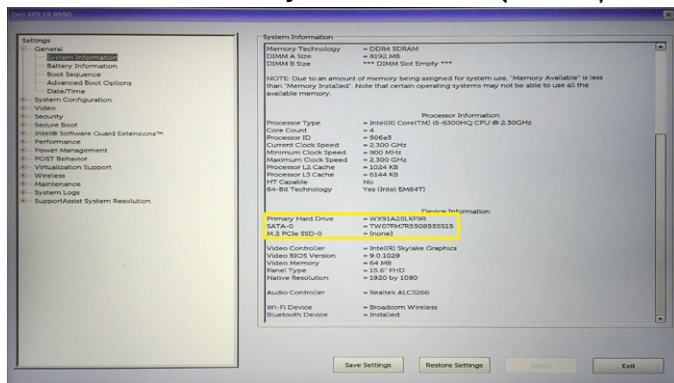 Dell XPS 15 9550
Settings
General
System Information
Battery Information
Boot Sequence
Advanced Boot Options
Date/Time
System Configuration
Video
Security
Secure Boot
Intel® Software Guard Extensions™
Performance
Power Management
POST Behavior
Virtualization Support
Wireless
Maintenance
System Logs
SupportAssist System Resolution
System Information
Memory Technology = DDR4 SDRAM
DIMM A Size = 8192 MB
DIMM B Size *** DIMM Slot Empty ***
NOTE: Due to an amount of memory being assigned for system use, "Memory Available" is less
than "Memory Installed". Note that certain operating systems may not be able to use all the
available memory.
Processor Information
Processor Type = Intel(R) Core(TM) i5-6300HQ CPU @ 2.30GHz
Core Count = 4
Processor ID = 506e3
Current Clock Speed = 2.300 GHz
Minimum Clock Speed = 800 MHz
Maximum Clock Speed = 2.300 GHz
Processor L2 Cache = 1024 KB
Processor L3 Cache = 6144 KB
HT Capable No
64-Bit Technology Yes (Intel EM64T)
Device Information
Primary Hard Drive = WX91A25LKP9R
SATA-0 = TW07FM7R5508555S15
M.2 PCIe SSD-0 = (none)
Video Controller = Intel(R) Skylake Graphics
Video BIOS Version = 9.0.1029
Video Memory = 64 MB
Panel Type = 15.6" FHD
Native Resolution = 1920 by 1080
Audio Controller = Realtek ALC3266
Wi-Fi Device = Broadcom Wireless
Bluetooth Device = Installed
Save Settings
Restore Settings
Apply
Exit